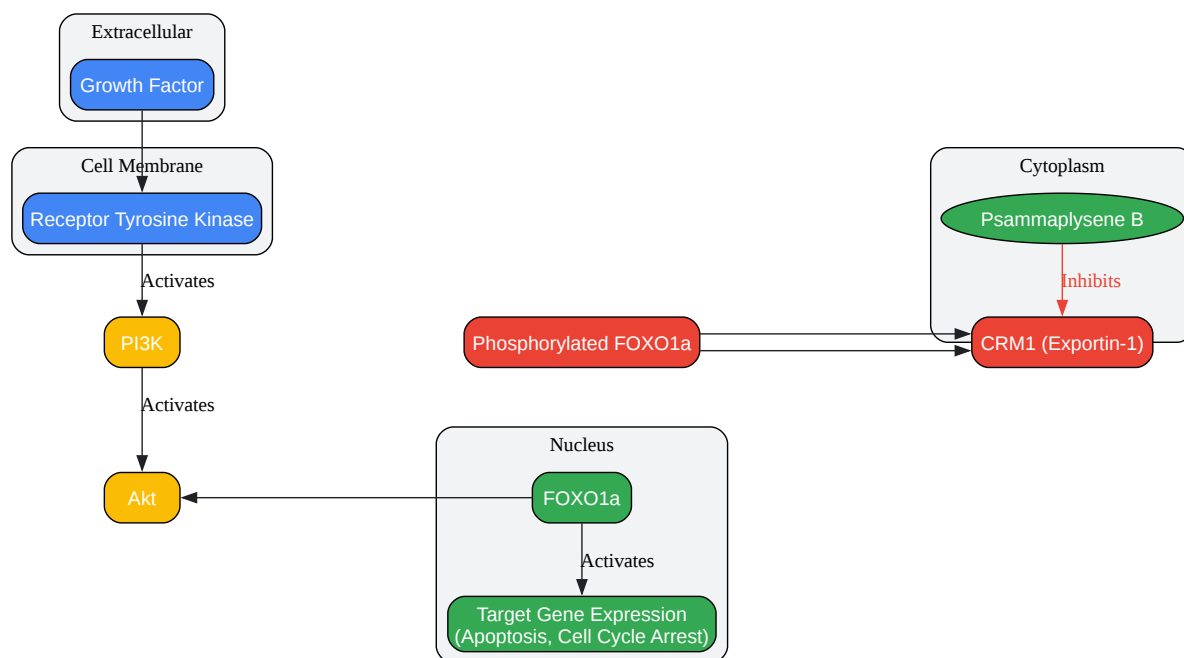 Extracellular
Growth Factor
Cell Membrane
Receptor Tyrosine Kinase
Activates
PI3K
Activates
Akt
Cytoplasm
Psammaplysene B
Inhibits
Phosphorylated FOXO1a
CRM1 (Exportin-1)
Nucleus
FOXO1a
Activates
Target Gene Expression
(Apoptosis, Cell Cycle Arrest)